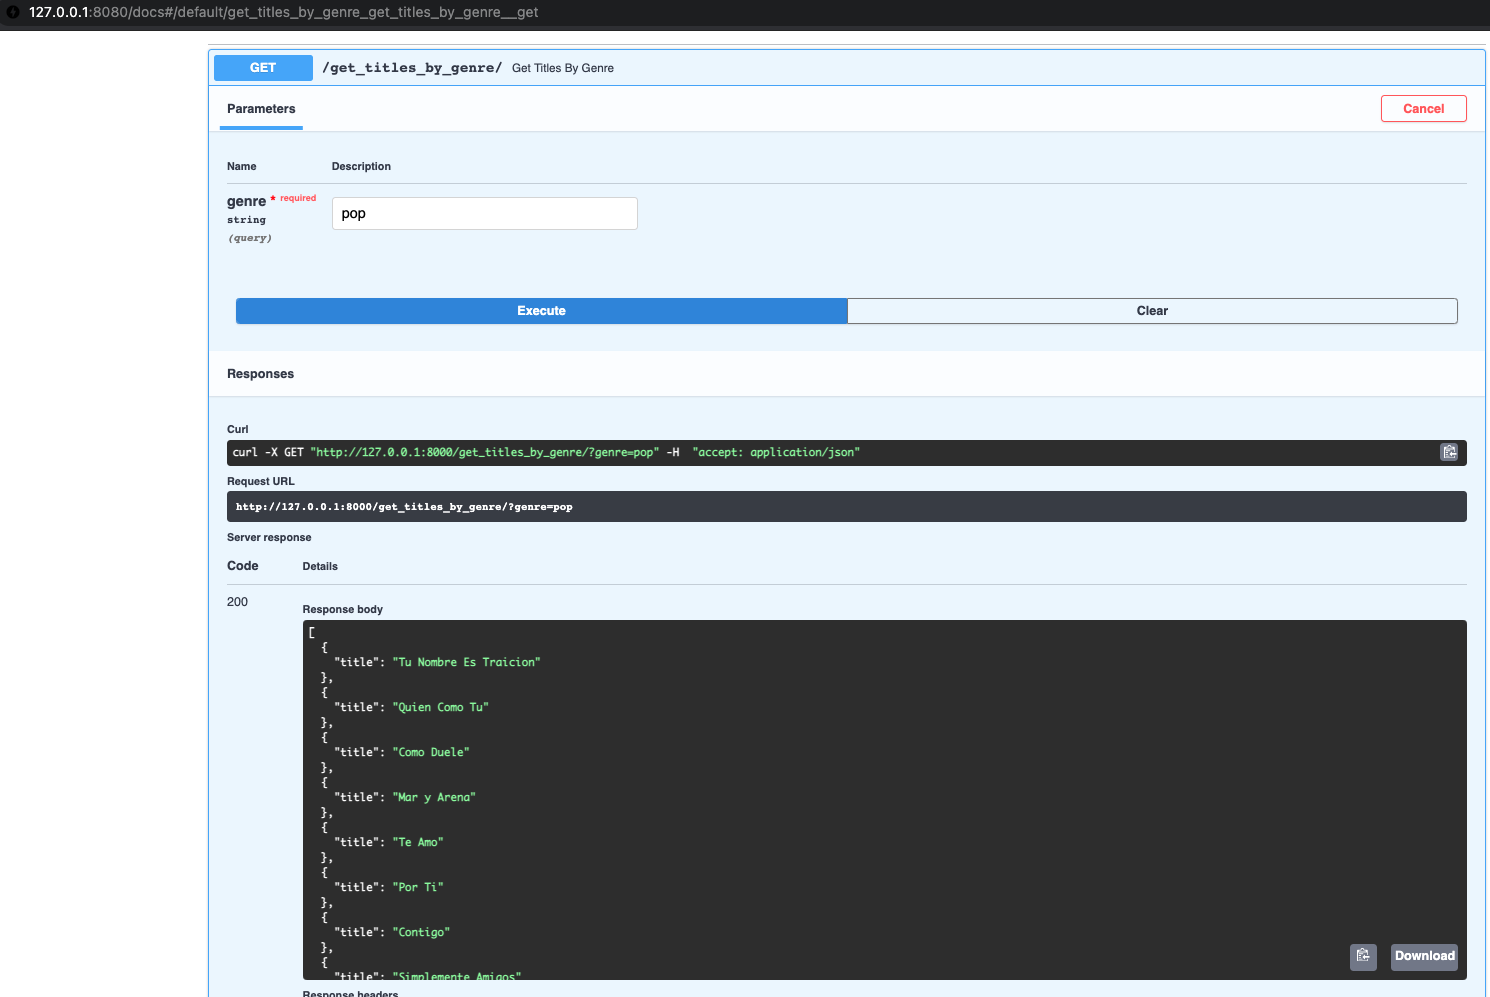 127.0.0.1:8080/docs#/default/get_titles_by_genre_get_titles_by_genre__get
GET /get_titles_by_genre/ Get Titles By Genre
Parameters Cancel
Name Description
genre * required pop
string
(query)
Execute Clear
Responses
Curl
curl -X GET "http://127.0.0.1:8000/get_titles_by_genre/?genre=pop" -H  "accept: application/json"
Request URL
http://127.0.0.1:8000/get_titles_by_genre/?genre=pop
Server response
Code Details
200
Response body
[
  {
    "title": "Tu Nombre Es Traicion"
  },
  {
    "title": "Quien Como Tu"
  },
  {
    "title": "Como Duele"
  },
  {
    "title": "Mar y Arena"
  },
  {
    "title": "Te Amo"
  },
  {
    "title": "Por Ti"
  },
  {
    "title": "Contigo"
  },
  {
    "title": "Simplemente Amigos"
Download
Response headers